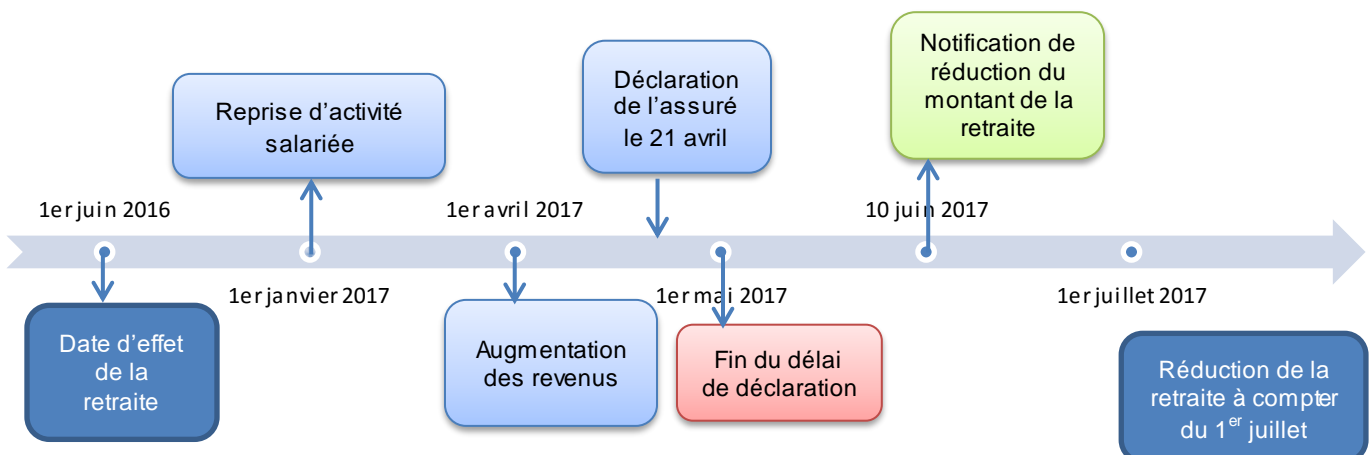 Notification de
réduction du
montant de la
retraite
Déclaration
de l'assuré
le 21 avril
Reprise d'activité
salariée
1er juin 2016
1er avril 2017
10 juin 2017
1er janvier 2017
1er mai 2017
1er juillet 2017
Date d'effet
de la
retraite
Augmentation
des revenus
Fin du délai
de déclaration
Réduction de la
retraite à compter
du 1er juillet